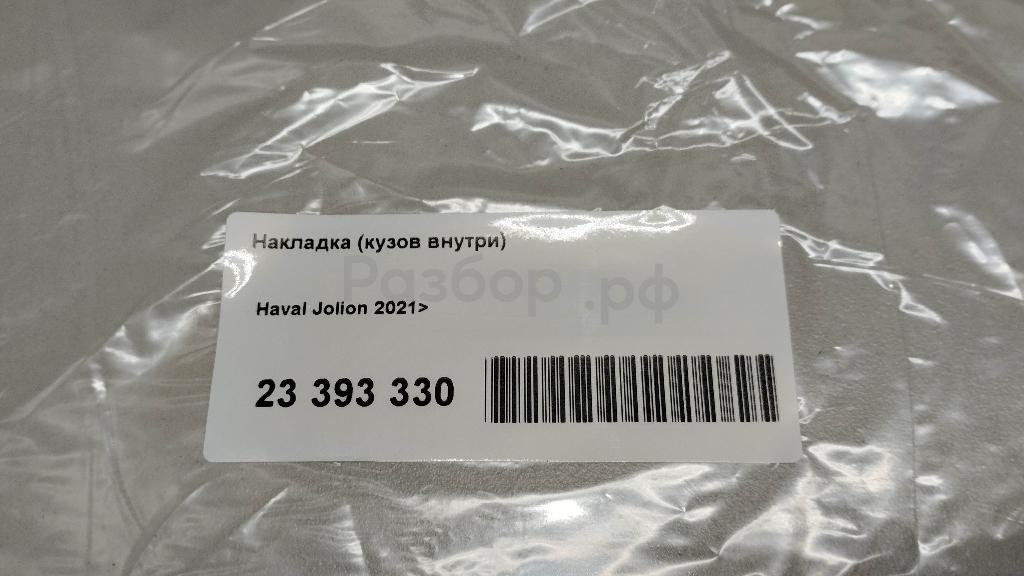 Накладка (кузов внутри)
Разбор.рф
Haval Jolion 2021>
23 393 330